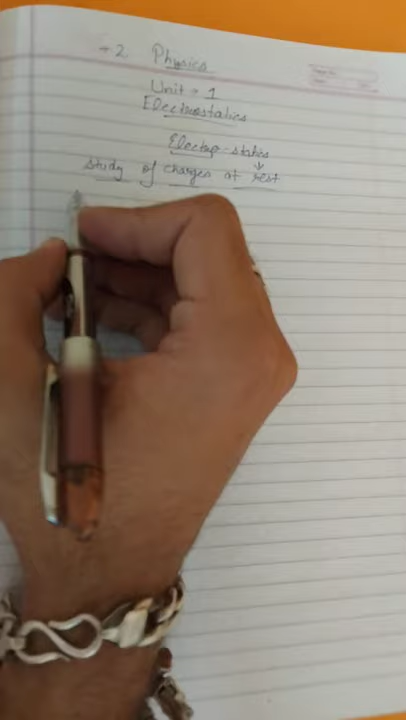 +2 Physics
Unit → 1
Electrostatics
Electro-statics
↓
study of charges at rest